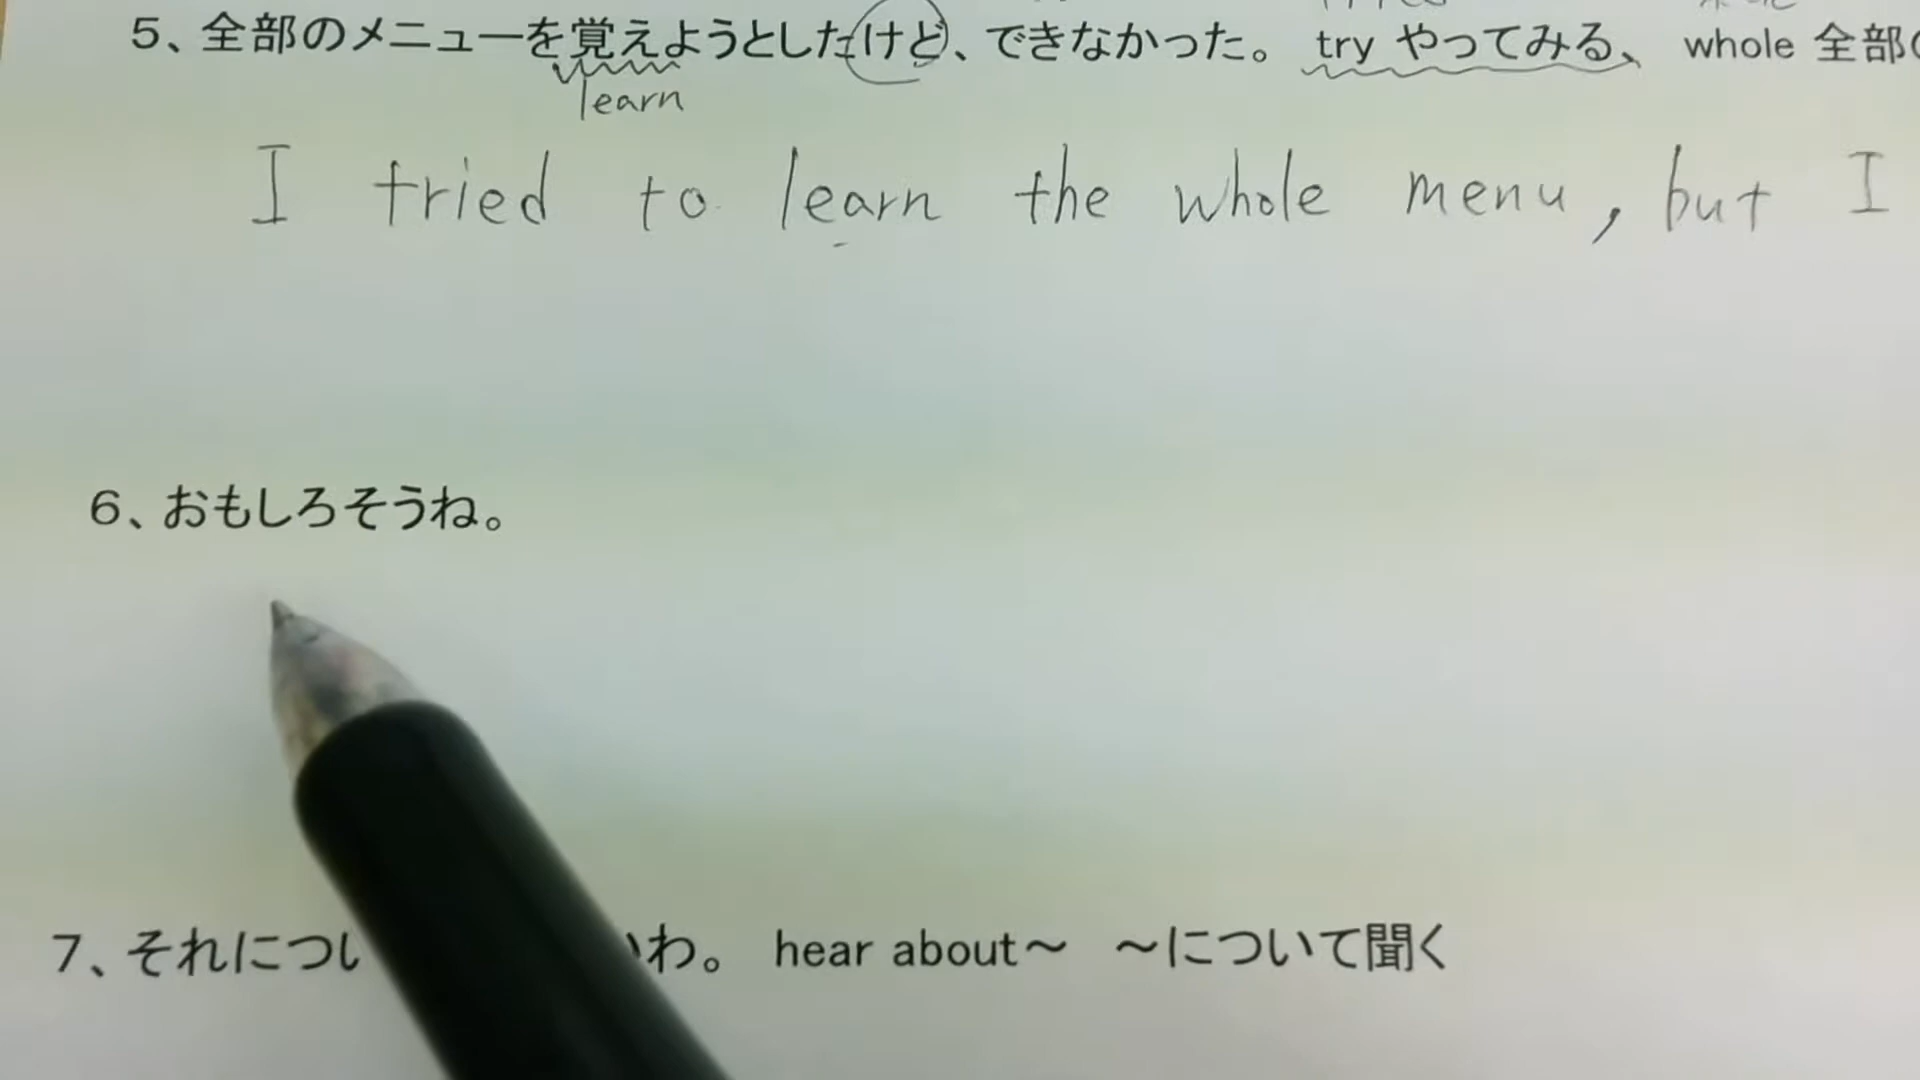 5、全部のメニューを覚えようとしたけど、できなかった。 try やってみる、 whole 全部
learn
I tried to learn the whole menu, but I
6、おもしろそうね。
7、それについ わ。 hear about～ ～について聞く